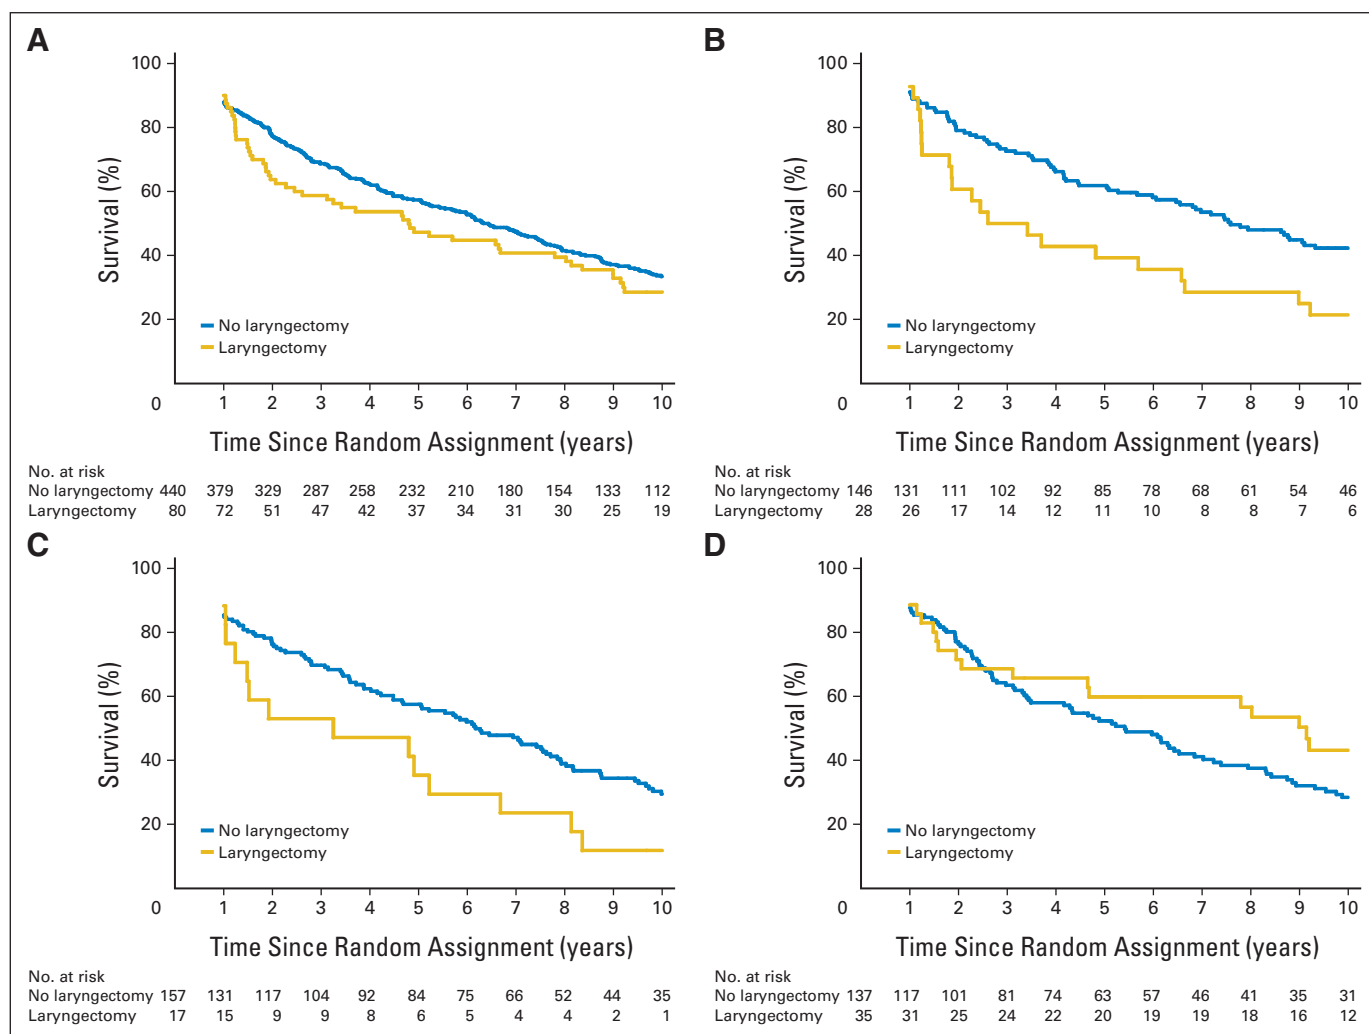 A
100
80
60
40
20
0
Survival (%)
No laryngectomy
Laryngectomy
1 2 3 4 5 6 7 8 9 10
Time Since Random Assignment (years)
No. at risk
No laryngectomy 440 379 329 287 258 232 210 180 154 133 112
Laryngectomy 80 72 51 47 42 37 34 31 30 25 19
B
100
80
60
40
20
0
Survival (%)
No laryngectomy
Laryngectomy
1 2 3 4 5 6 7 8 9 10
Time Since Random Assignment (years)
No. at risk
No laryngectomy 146 131 111 102 92 85 78 68 61 54 46
Laryngectomy 28 26 17 14 12 11 10 8 8 7 6
C
100
80
60
40
20
0
Survival (%)
No laryngectomy
Laryngectomy
1 2 3 4 5 6 7 8 9 10
Time Since Random Assignment (years)
No. at risk
No laryngectomy 157 131 117 104 92 84 75 66 52 44 35
Laryngectomy 17 15 9 9 8 6 5 4 4 2 1
D
100
80
60
40
20
0
Survival (%)
No laryngectomy
Laryngectomy
1 2 3 4 5 6 7 8 9 10
Time Since Random Assignment (years)
No. at risk
No laryngectomy 137 117 101 81 74 63 57 46 41 35 31
Laryngectomy 35 31 25 24 22 20 19 19 18 16 12